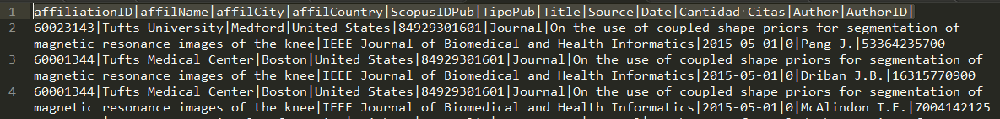 1 affiliationID|affilName|affilCity|affilCountry|ScopusIDPub|TipoPub|Title|Source|Date|Cantidad Citas|Author|AuthorID|
2 60023143|Tufts University|Medford|United States|84929301601|Journal|On the use of coupled shape priors for segmentation of
magnetic resonance images of the knee|IEEE Journal of Biomedical and Health Informatics|2015-05-01|0|Pang J.|53364235700
3 60001344|Tufts Medical Center|Boston|United States|84929301601|Journal|On the use of coupled shape priors for segmentation of
magnetic resonance images of the knee|IEEE Journal of Biomedical and Health Informatics|2015-05-01|0|Driban J.B.|16315770900
4 60001344|Tufts Medical Center|Boston|United States|84929301601|Journal|On the use of coupled shape priors for segmentation of
magnetic resonance images of the knee|IEEE Journal of Biomedical and Health Informatics|2015-05-01|0|McAlindon T.E.|7004142125